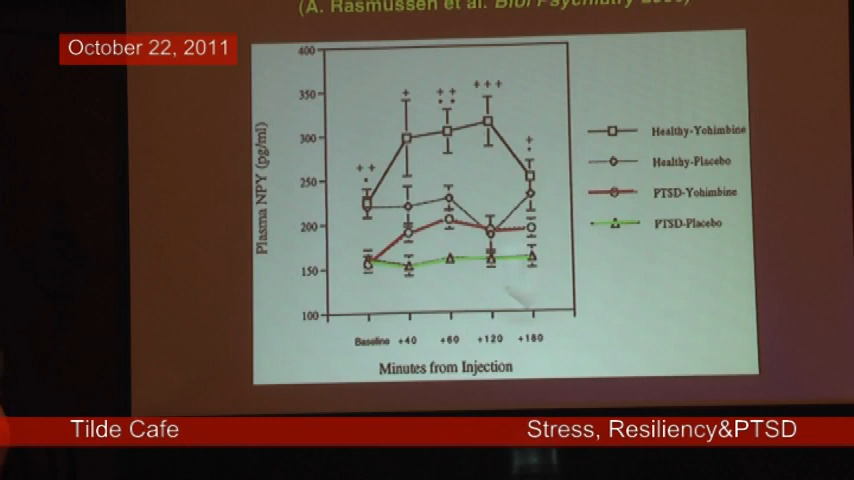 (A. Rasmussen et al. Biol Psychiatry
October 22, 2011
400
350
300
250
200
150
100
Plasma NPY (pg/ml)
+
+ +
+ + +
+ +
+
Healthy-Yohimbine
Healthy-Placebo
PTSD-Yohimbine
PTSD-Placebo
Baseline +40 +60 +120 +180
Minutes from Injection
Tilde Cafe
Stress, Resiliency&PTSD